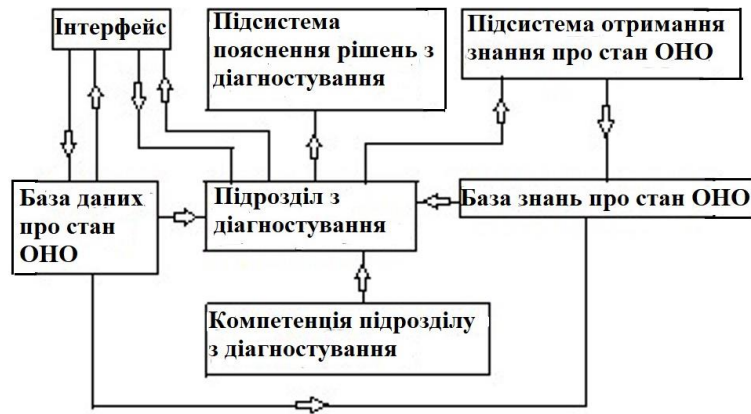 Інтерфейс
Підсистема
пояснення рішень з
діагностування
Підсистема отримання
знання про стан ОНО
База даних
про стан
ОНО
Підрозділ з
діагностування
База знань про стан ОНО
Компетенція підрозділу
з діагностування